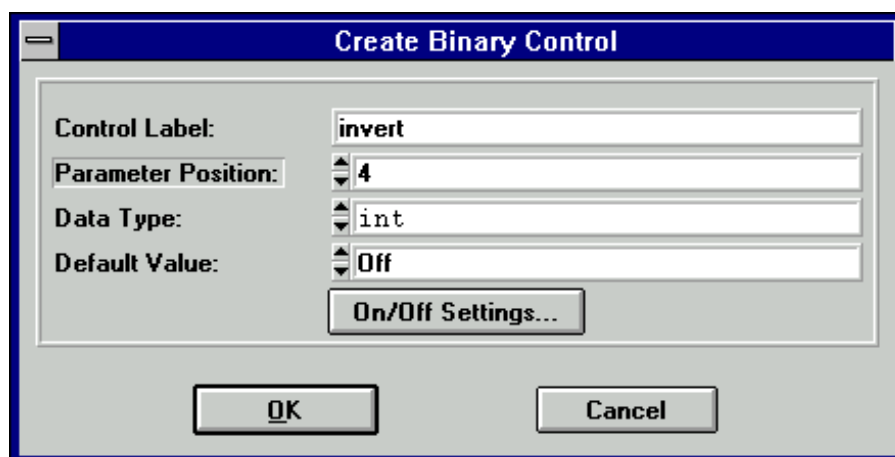 Create Binary Control
Control Label: invert
Parameter Position: 4
Data Type: int
Default Value: Off
On/Off Settings...
OK Cancel